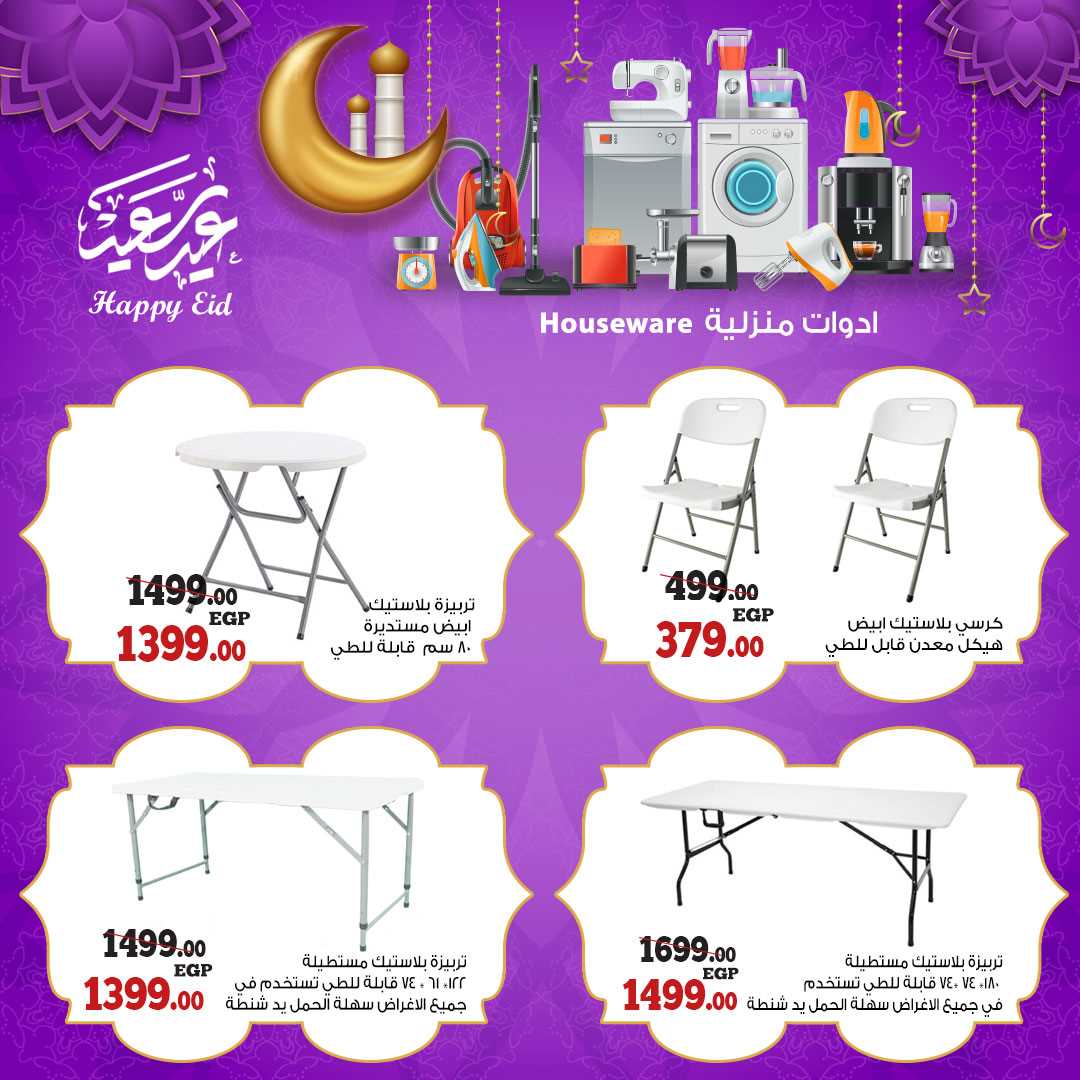 عيد سعيد
Happy Eid
ادوات منزلية Houseware
1499.00
EGP
1399.00
تربيزة بلاستيك
ابيض مستديرة
٨٠ سم قابلة للطي
499.00
EGP
379.00
كرسي بلاستيك ابيض
هيكل معدن قابل للطي
1499.00
EGP
1399.00
تربيزة بلاستيك مستطيلة
١٢٢* ٦١ * ٧٤ قابلة للطي تستخدم في
جميع الاغراض سهلة الحمل يد شنطة
1699.00
EGP
1499.00
تربيزة بلاستيك مستطيلة
١٨٠* ٧٤ *٧٤ قابلة للطي تستخدم
في جميع الاغراض سهلة الحمل يد شنطة